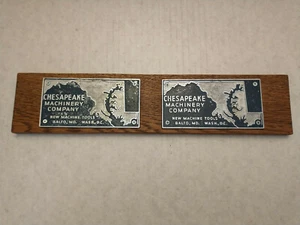 CHESAPEAKE
MACHINERY
COMPANY
NEW MACHINE TOOLS
BALTO, MD. WASH, D.C.
CHESAPEAKE
MACHINERY
COMPANY
NEW MACHINE TOOLS
BALTO, MD. WASH, D.C.